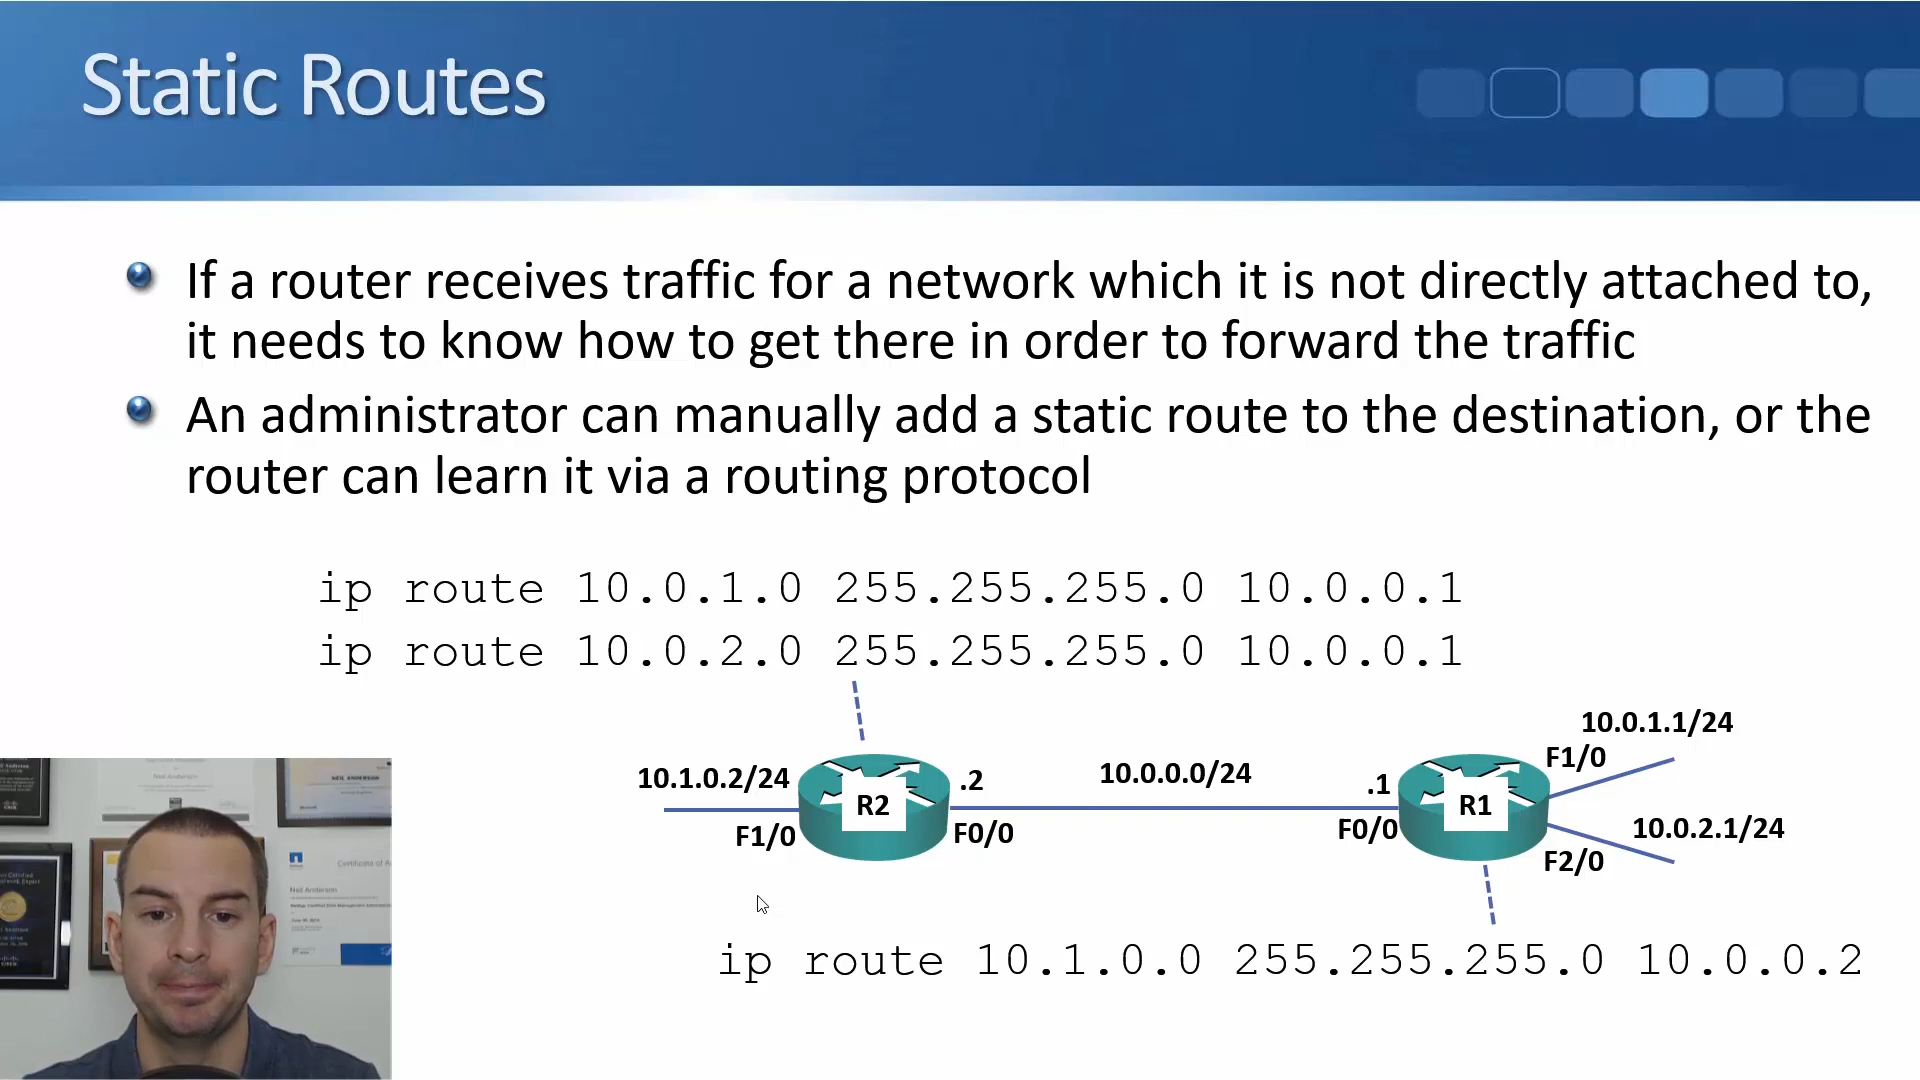 Static Routes
If a router receives traffic for a network which it is not directly attached to,
it needs to know how to get there in order to forward the traffic
An administrator can manually add a static route to the destination, or the
router can learn it via a routing protocol
ip route 10.0.1.0 255.255.255.0 10.0.0.1
ip route 10.0.2.0 255.255.255.0 10.0.0.1
10.1.0.2/24
F1/0
R2
.2
F0/0
10.0.0.0/24
.1
F0/0
R1
10.0.1.1/24
F1/0
10.0.2.1/24
F2/0
ip route 10.1.0.0 255.255.255.0 10.0.0.2
NEIL ANDERSON
Neil Anderson